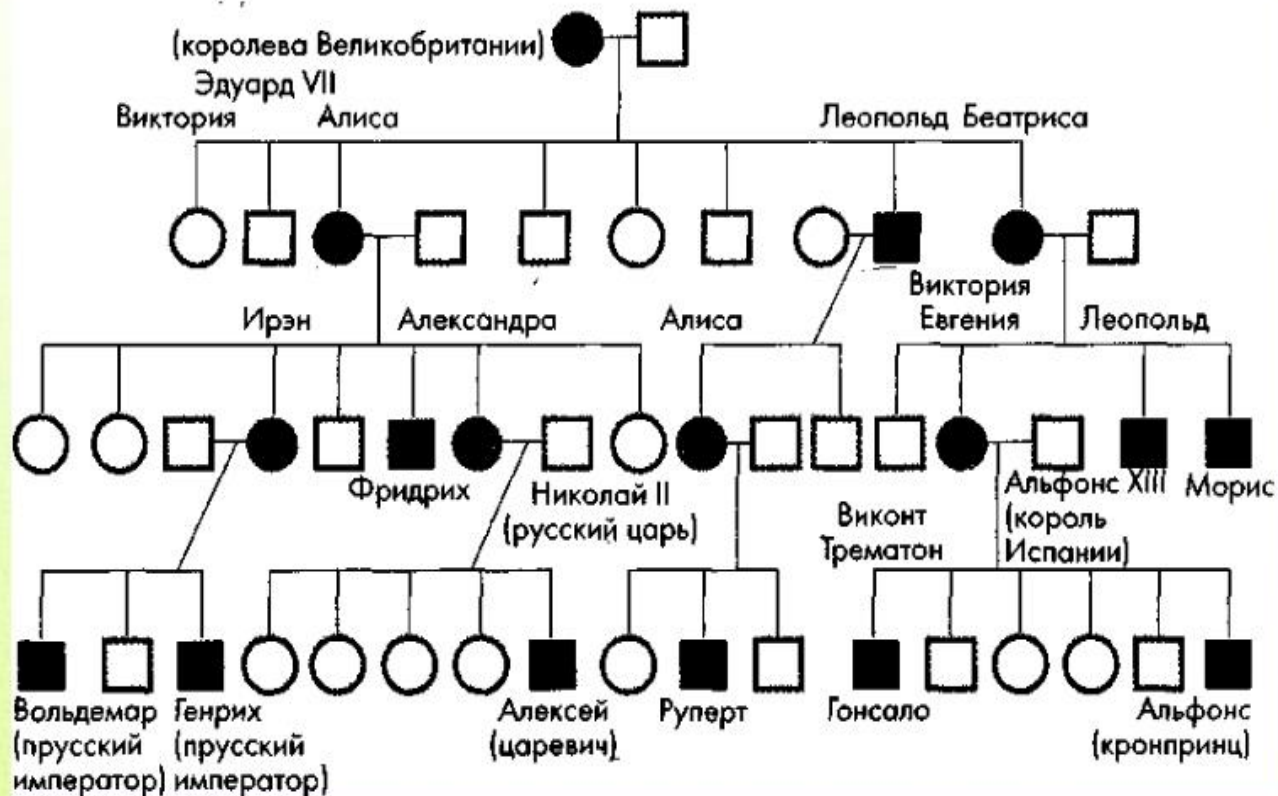 (королева Великобритании)
Эдуард VII
Виктория Алиса Леопольд Беатриса
Ирэн Александра Алиса Виктория Евгения Леопольд
Фридрих
Николай II
(русский царь)
Виконт
Трематон
Альфонс XIII
(король
Испании)
Морис
Вольдемар
(прусский
император)
Генрих
(прусский
император)
Алексей
(царевич)
Руперт
Гонсало
Альфонс
(кронпринц)